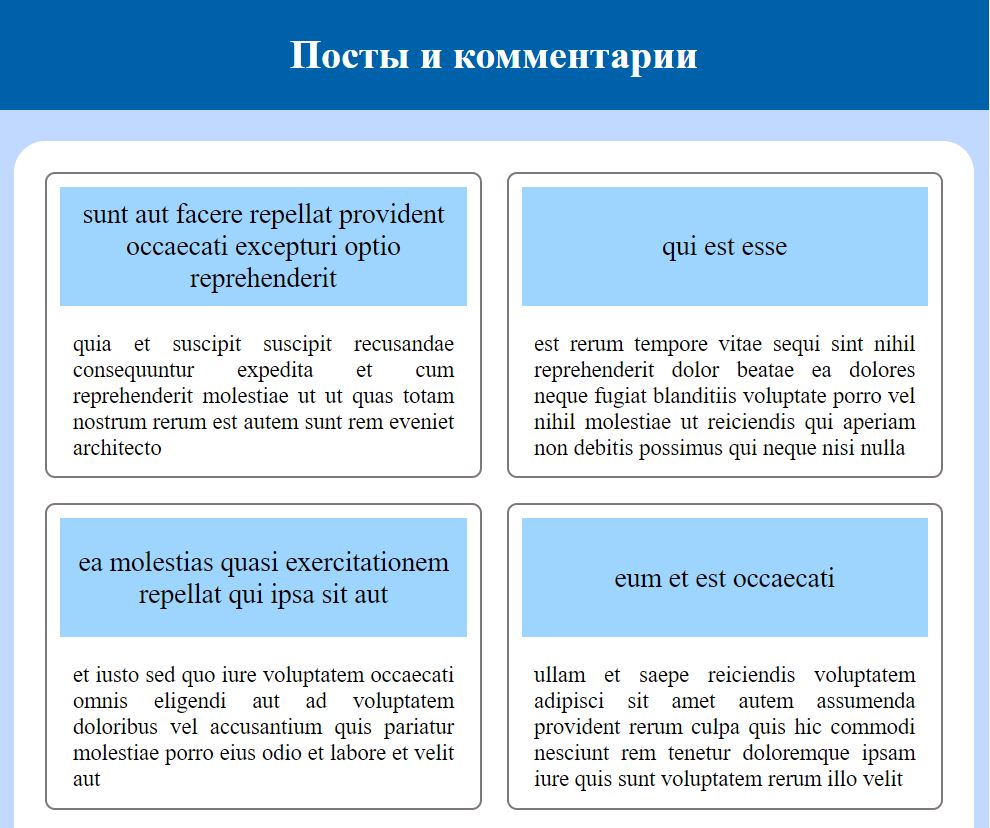 Посты и комментарии
sunt aut facere repellat provident
occaecati excepturi optio
reprehenderit
quia et suscipit suscipit recusandae
consequuntur expedita et cum
reprehenderit molestiae ut ut quas totam
nostrum rerum est autem sunt rem eveniet
architecto
qui est esse
est rerum tempore vitae sequi sint nihil
reprehenderit dolor beatae ea dolores
neque fugiat blanditiis voluptate porro vel
nihil molestiae ut reiciendis qui aperiam
non debitis possimus qui neque nisi nulla
ea molestias quasi exercitationem
repellat qui ipsa sit aut
et iusto sed quo iure voluptatem occaecati
omnis eligendi aut ad voluptatem
doloribus vel accusantium quis pariatur
molestiae porro eius odio et labore et velit
aut
eum et est occaecati
ullam et saepe reiciendis voluptatem
adipisci sit amet autem assumenda
provident rerum culpa quis hic commodi
nesciunt rem tenetur doloremque ipsam
iure quis sunt voluptatem rerum illo velit